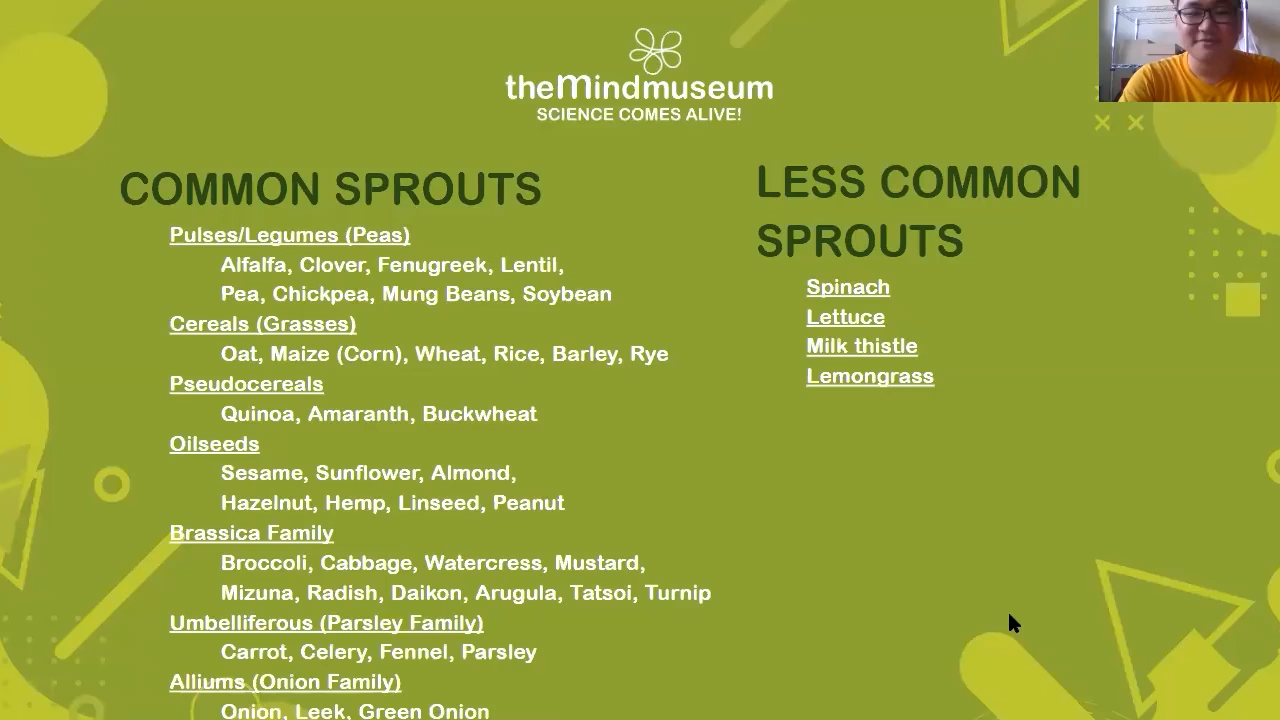 theMindmuseum
SCIENCE COMES ALIVE!
COMMON SPROUTS
Pulses/Legumes (Peas)
Alfalfa, Clover, Fenugreek, Lentil,
Pea, Chickpea, Mung Beans, Soybean
Cereals (Grasses)
Oat, Maize (Corn), Wheat, Rice, Barley, Rye
Pseudocereals
Quinoa, Amaranth, Buckwheat
Oilseeds
Sesame, Sunflower, Almond,
Hazelnut, Hemp, Linseed, Peanut
Brassica Family
Broccoli, Cabbage, Watercress, Mustard,
Mizuna, Radish, Daikon, Arugula, Tatsoi, Turnip
Umbelliferous (Parsley Family)
Carrot, Celery, Fennel, Parsley
Alliums (Onion Family)
Onion, Leek, Green Onion
LESS COMMON
SPROUTS
Spinach
Lettuce
Milk thistle
Lemongrass